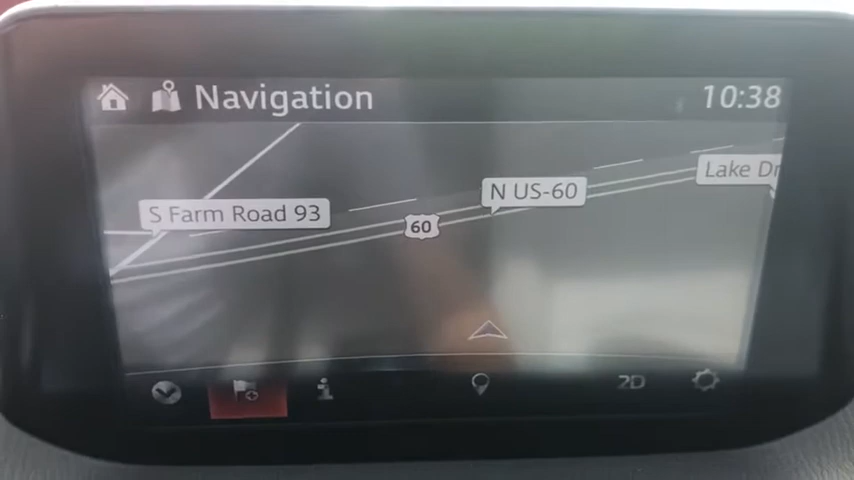 Navigation
10:38
Lake Dr
N US-60
S Farm Road 93
60
2D